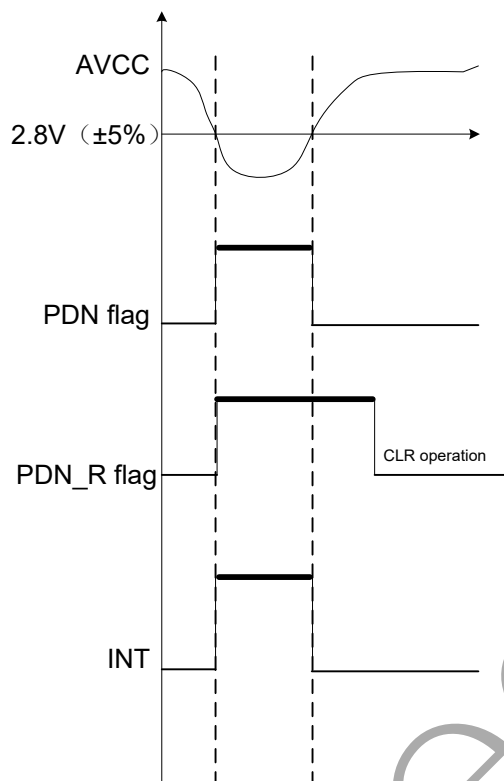 AVCC
2.8V（±5%）
PDN flag
PDN_R flag
CLR operation
INT